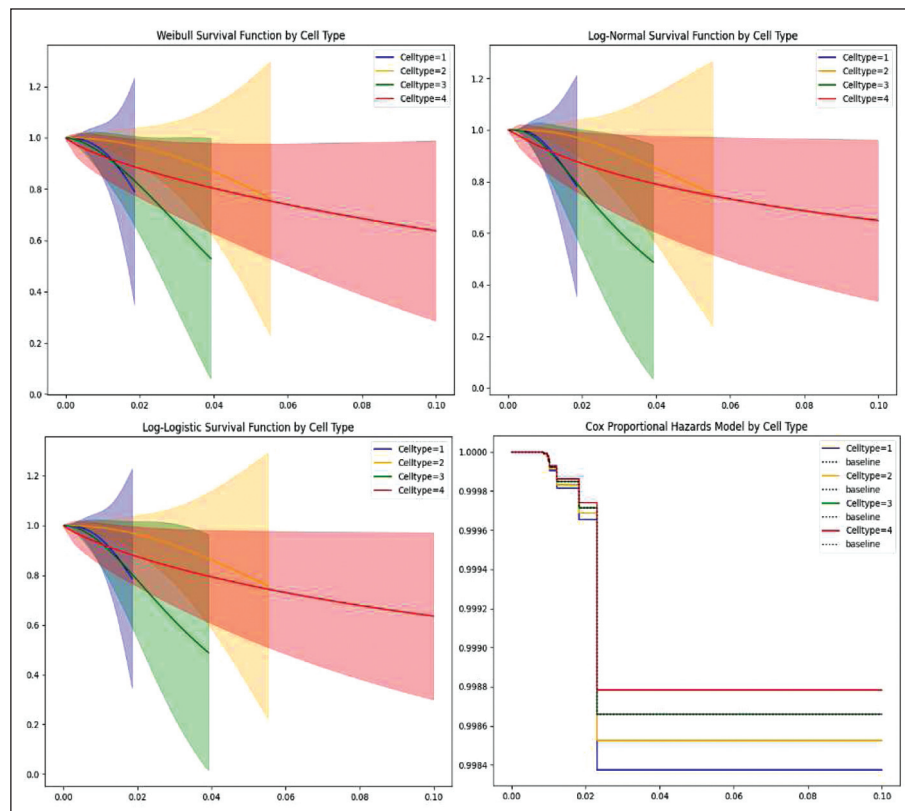 Weibull Survival Function by Cell Type
Celltype=1
Celltype=2
Celltype=3
Celltype=4
1.2
1.0
0.8
0.6
0.4
0.2
0.0
0.00 0.02 0.04 0.06 0.08 0.10
Log-Normal Survival Function by Cell Type
Celltype=1
Celltype=2
Celltype=3
Celltype=4
1.2
1.0
0.8
0.6
0.4
0.2
0.0
0.00 0.02 0.04 0.06 0.08 0.10
Log-Logistic Survival Function by Cell Type
Celltype=1
Celltype=2
Celltype=3
Celltype=4
1.2
1.0
0.8
0.6
0.4
0.2
0.0
0.00 0.02 0.04 0.06 0.08 0.10
Cox Proportional Hazards Model by Cell Type
Celltype=1
baseline
Celltype=2
baseline
Celltype=3
baseline
Celltype=4
baseline
1.0000
0.9998
0.9996
0.9994
0.9992
0.9990
0.9988
0.9986
0.9984
0.00 0.02 0.04 0.06 0.08 0.10